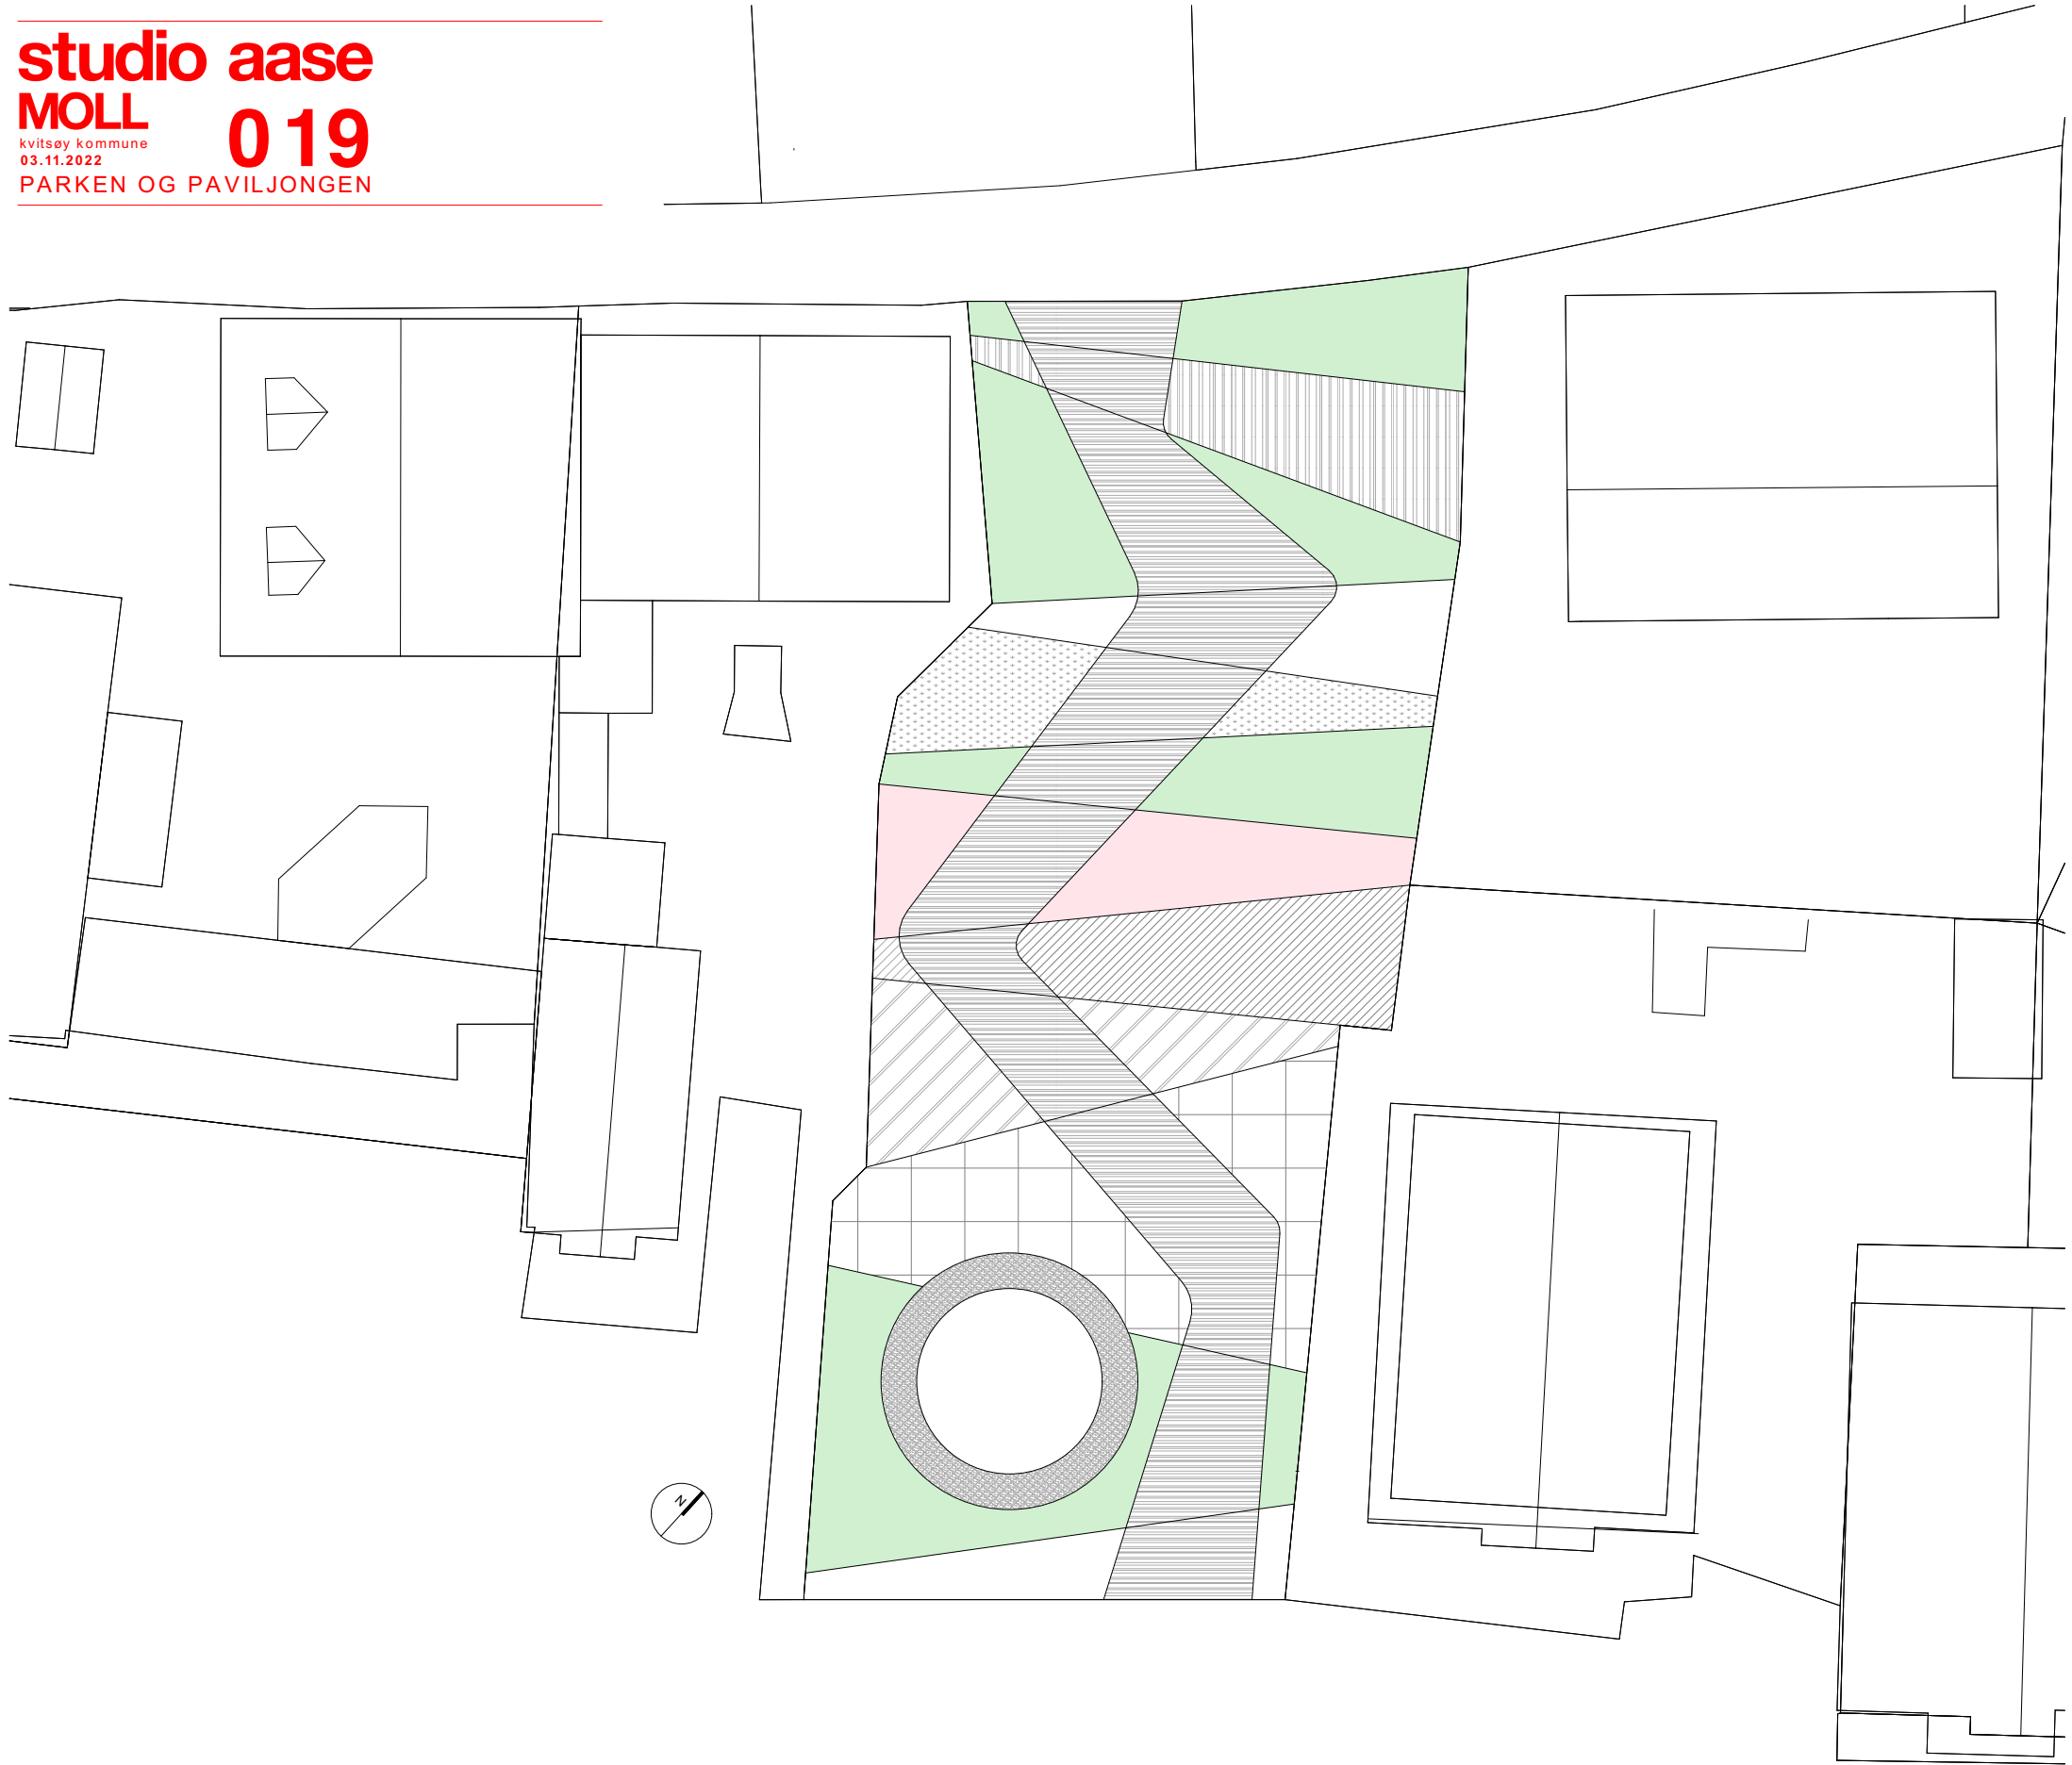 studio aase
MOLL
019
kvitsøy kommune
03.11.2022
PARKEN OG PAVILJONGEN
N